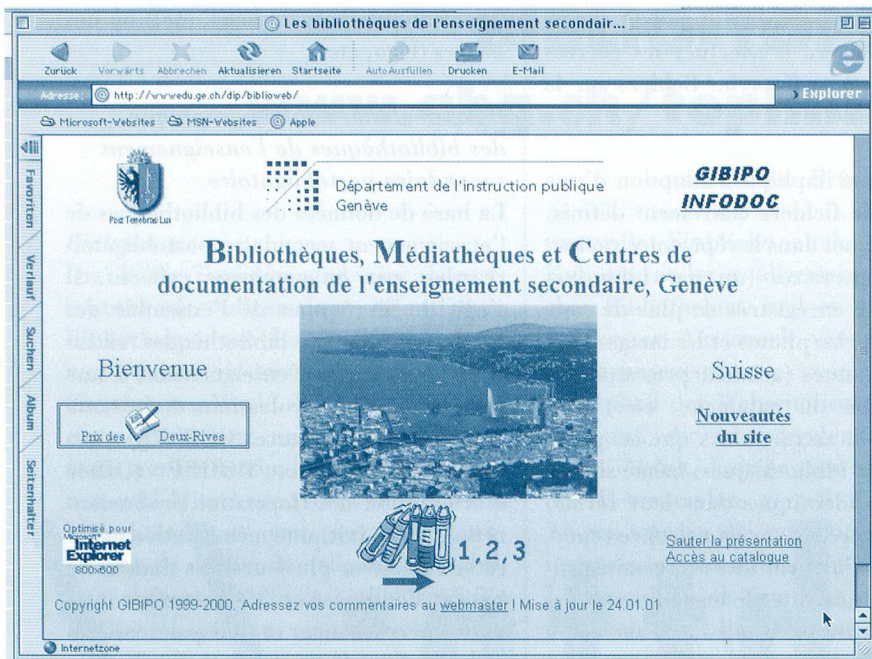 Les bibliothèques de l'enseignement secondair...
Zurück Vorwärts Abbrechen Aktualisieren Startseite AutoAusfüllen Drucken E-Mail
Adresse: http://wwwedu.ge.ch/dip/biblioweb/ > Explorer
Microsoft-Websites MSN-Websites Apple
Favoriten
Verlauf
Suchen
Album
Seitenhalter
Post Tenebras Lux
Département de l'instruction publique
Genève
GIBIPO
INFODOC
Bibliothèques, Médiathèques et Centres de
documentation de l'enseignement secondaire, Genève
Bienvenue
Suisse
Prix des Deux-Rives
Nouveautés
du site
Optimisé pour
Microsoft
Internet
Explorer
800x600
1, 2, 3
Sauter la présentation
Accès au catalogue
Copyright GIBIPO 1999-2000. Adressez vos commentaires au webmaster ! Mise à jour le 24.01.01
Internetzone